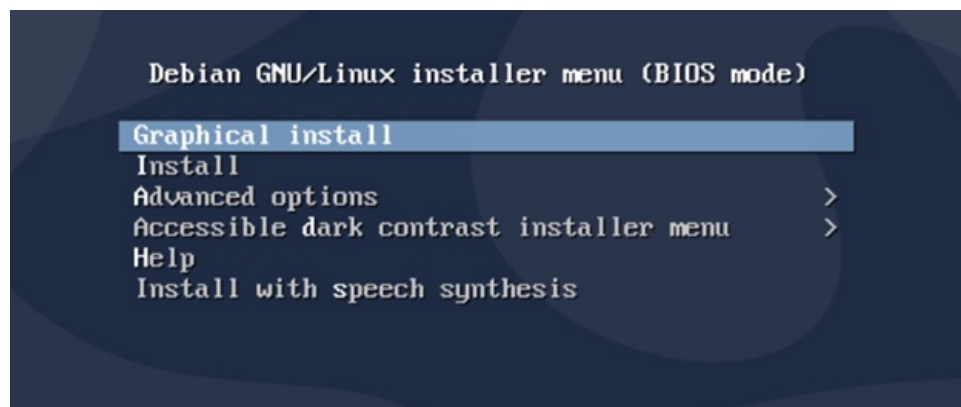 Debian GNU/Linux installer menu (BIOS mode)
Graphical install
Install
Advanced options >
Accessible dark contrast installer menu >
Help
Install with speech synthesis